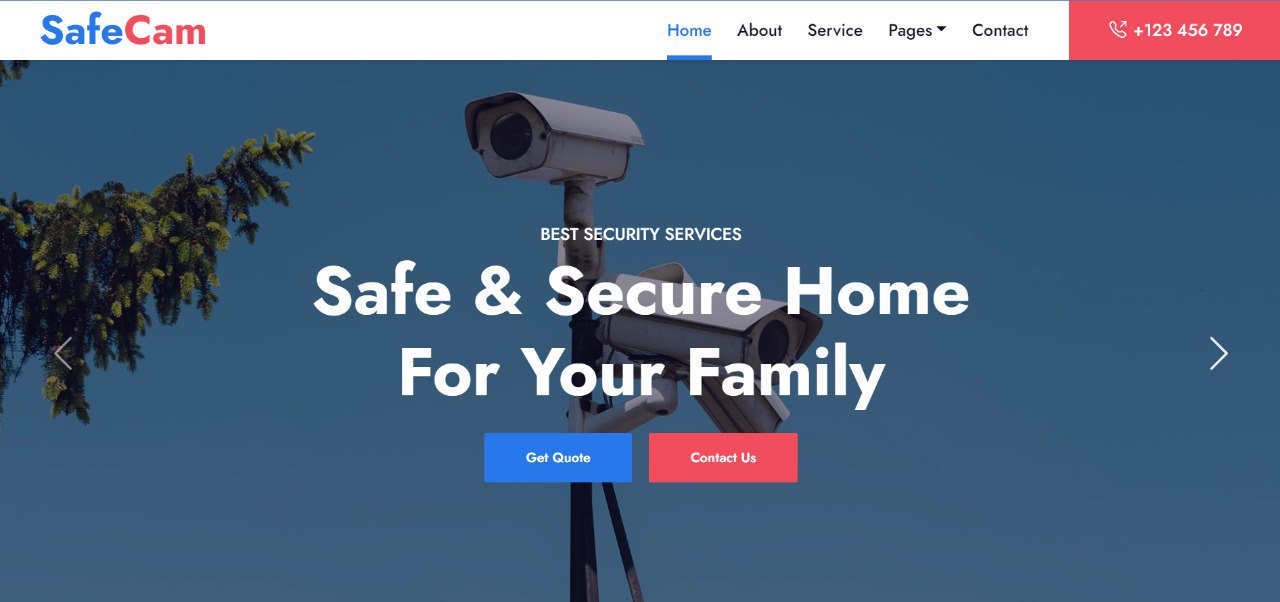 SafeCam
Home About Service Pages Contact
+123 456 789
BEST SECURITY SERVICES
Safe & Secure Home
For Your Family
Get Quote Contact Us